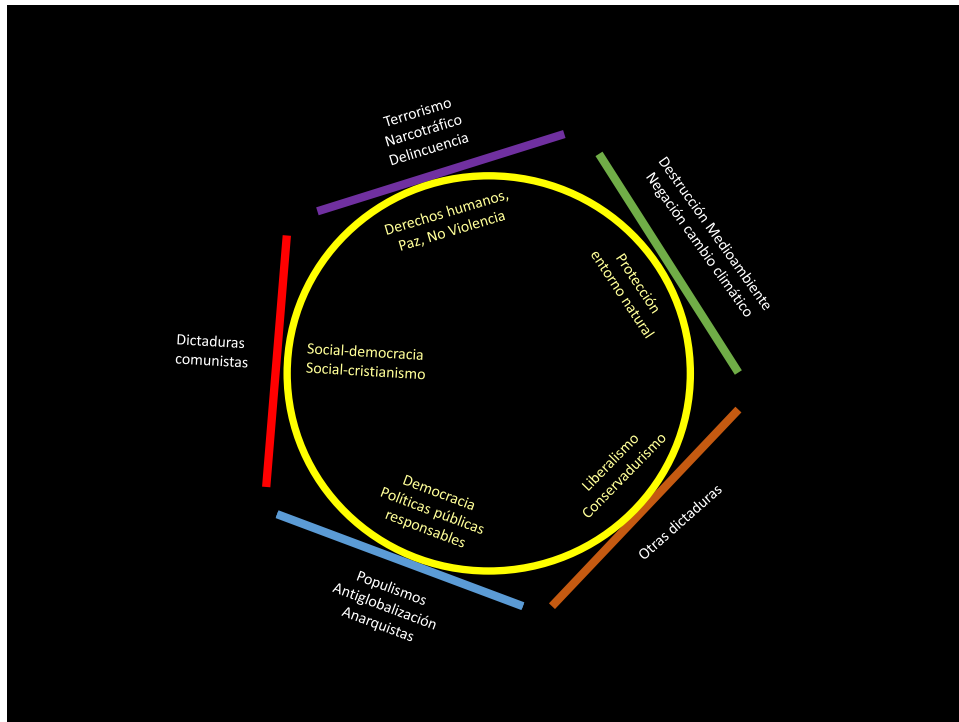 Terrorismo
Narcotráfico
Delincuencia
Derechos humanos,
Paz, No Violencia
Destrucción Medioambiente
Negación cambio climático
Protección
entorno natural
Dictaduras
comunistas
Social-democracia
Social-cristianismo
Liberalismo
Conservadurismo
Otras dictaduras
Democracia
Políticas públicas
responsables
Populismos
Antiglobalización
Anarquistas